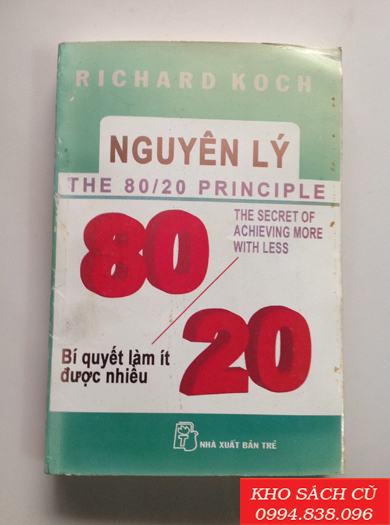 RICHARD KOCH
NGUYÊN LÝ
THE 80/20 PRINCIPLE
THE SECRET OF
ACHIEVING MORE
WITH LESS
80/20
Bí quyết làm ít
được nhiều
NHÀ XUẤT BẢN TRẺ
KHO SÁCH CŨ
0994.838.096